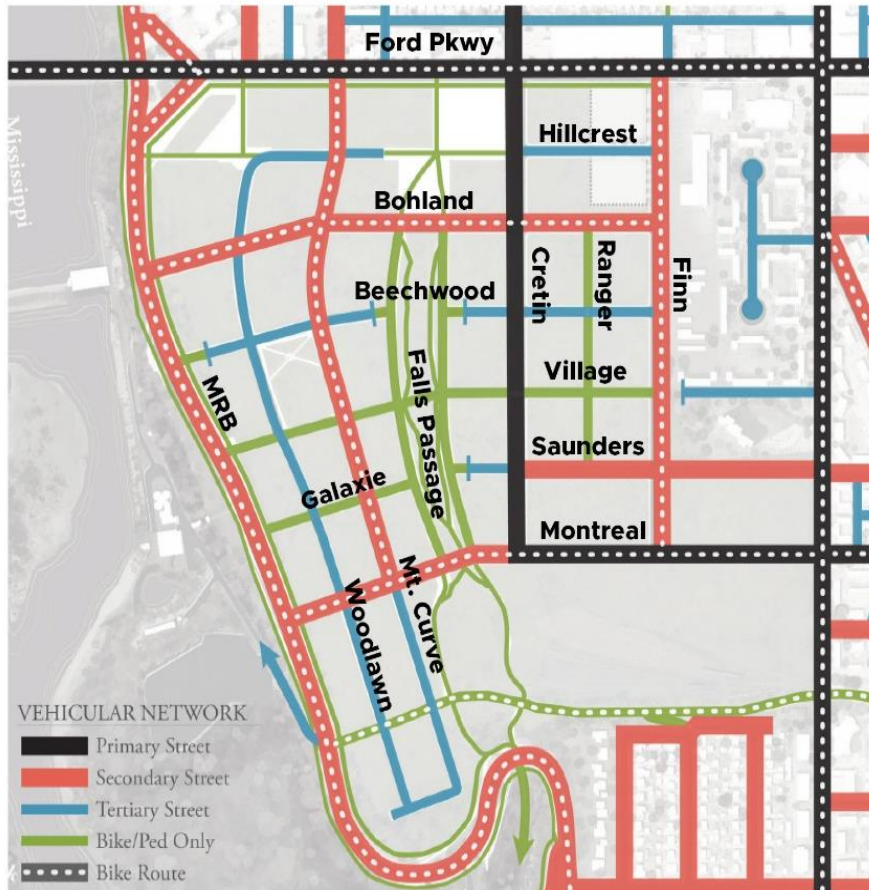 Ford Pkwy
Mississippi
Hillcrest
Bohland
Cretin
Ranger
Finn
Beechwood
Falls Passage
Village
MRB
Saunders
Galaxie
Montreal
Mt. Curve
Woodlawn
VEHICULAR NETWORK
Primary Street
Secondary Street
Tertiary Street
Bike/Ped Only
Bike Route